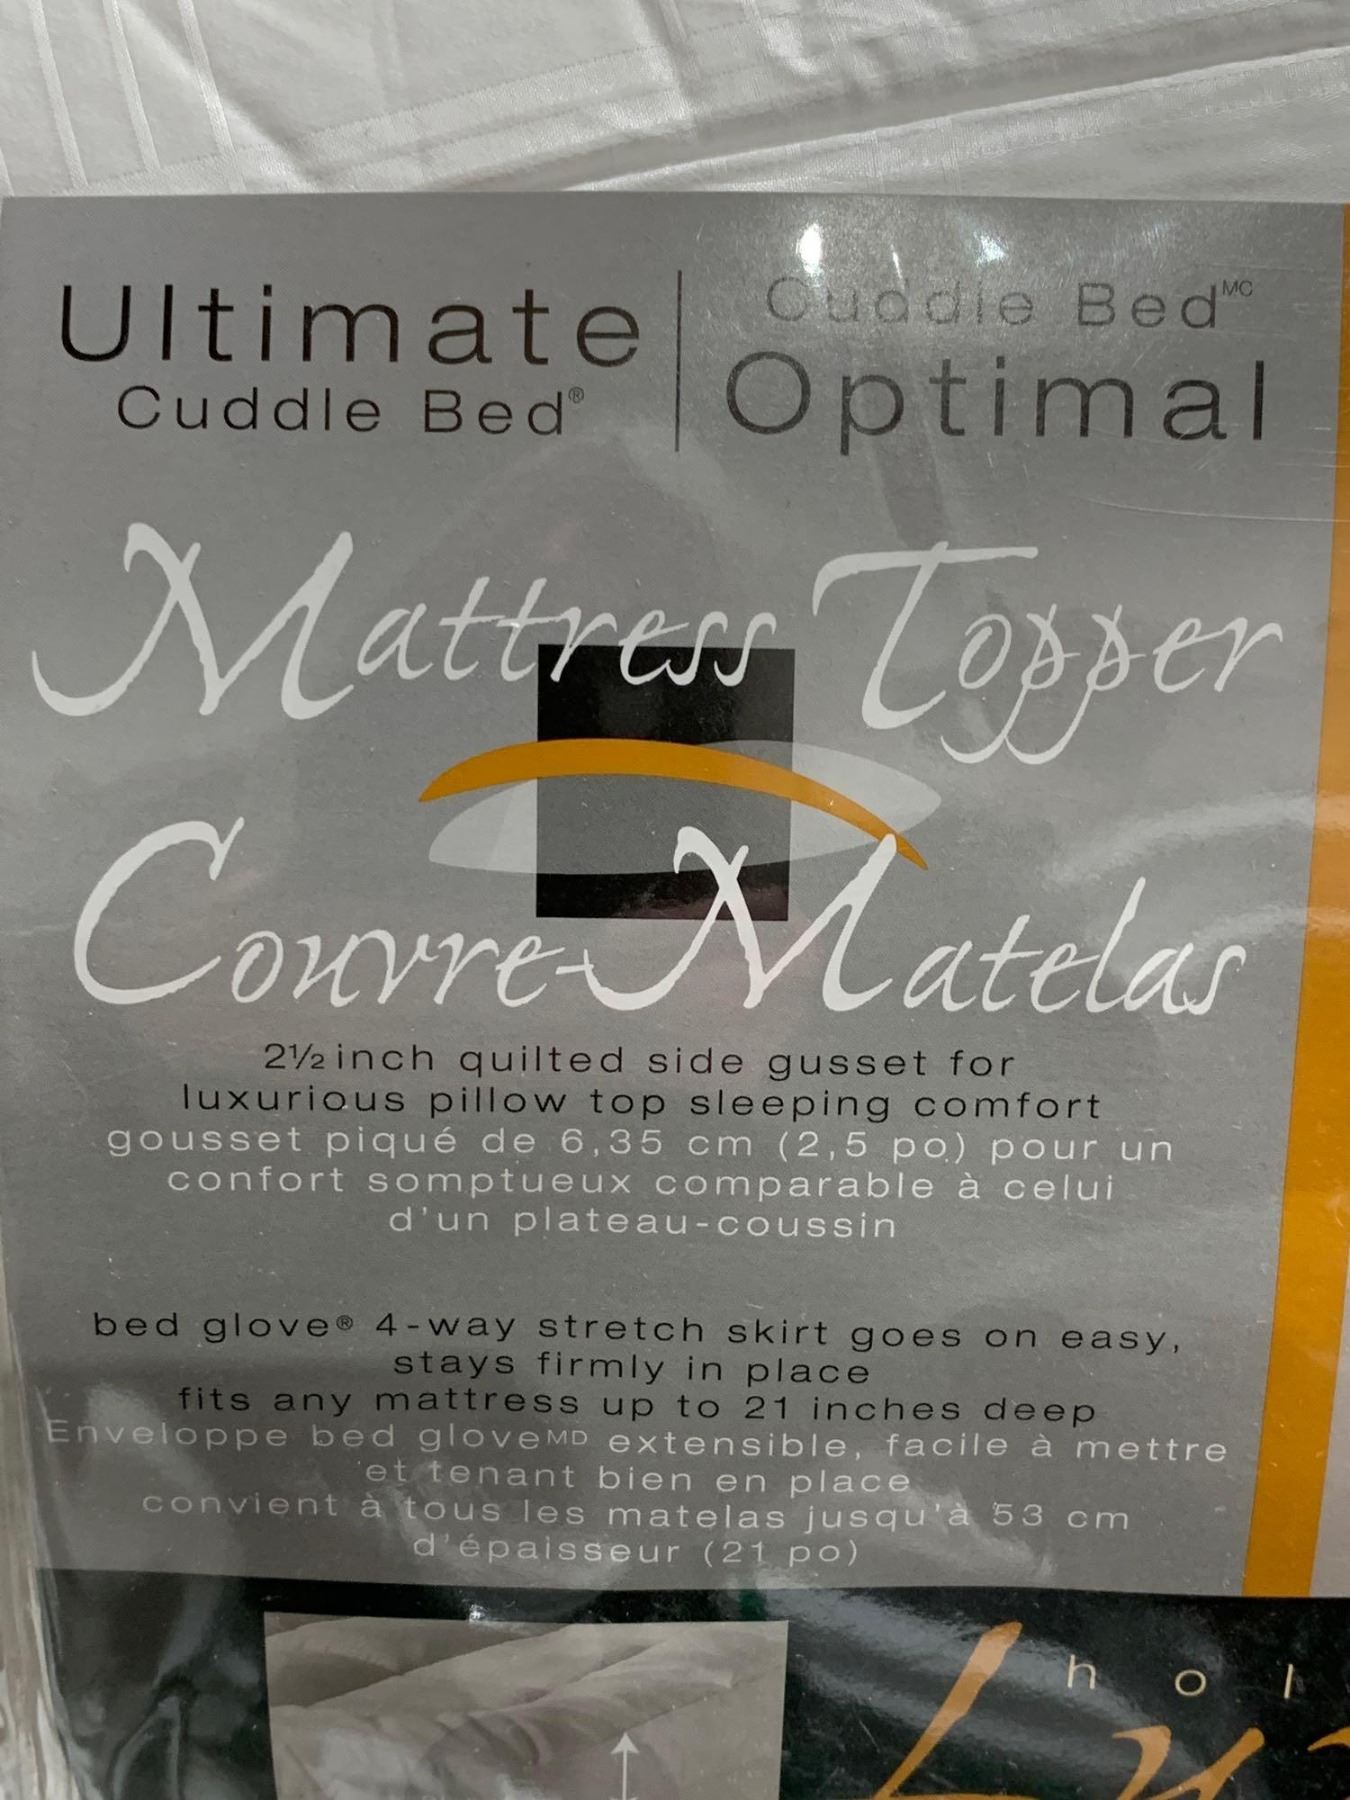 Ultimate
Cuddle Bed®
Cuddle Bed MC
Optimal
Mattress Topper
Couvre-Matelas
2½ inch quilted side gusset for
luxurious pillow top sleeping comfort
gousset piqué de 6,35 cm (2,5 po) pour un
confort somptueux comparable à celui
d'un plateau-coussin
bed glove® 4-way stretch skirt goes on easy,
stays firmly in place
fits any mattress up to 21 inches deep
Enveloppe bed glove MD extensible, facile à mettre
et tenant bien en place
convient à tous les matelas jusqu'à 53 cm
d'épaisseur (21 po)